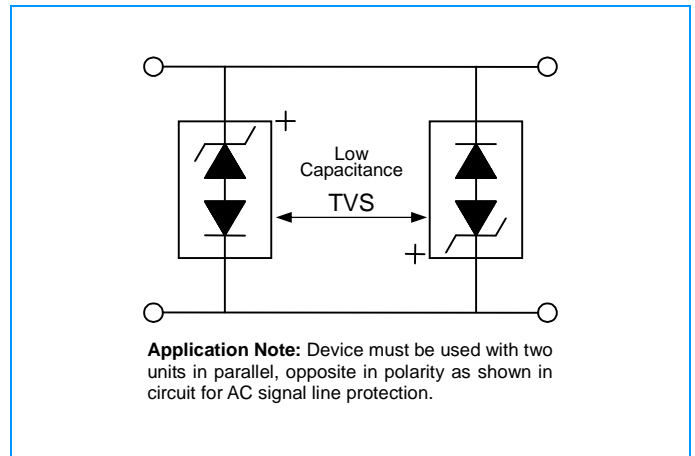 +
Low
Capacitance
TVS
+
Application Note: Device must be used with two
units in parallel, opposite in polarity as shown in
circuit for AC signal line protection.